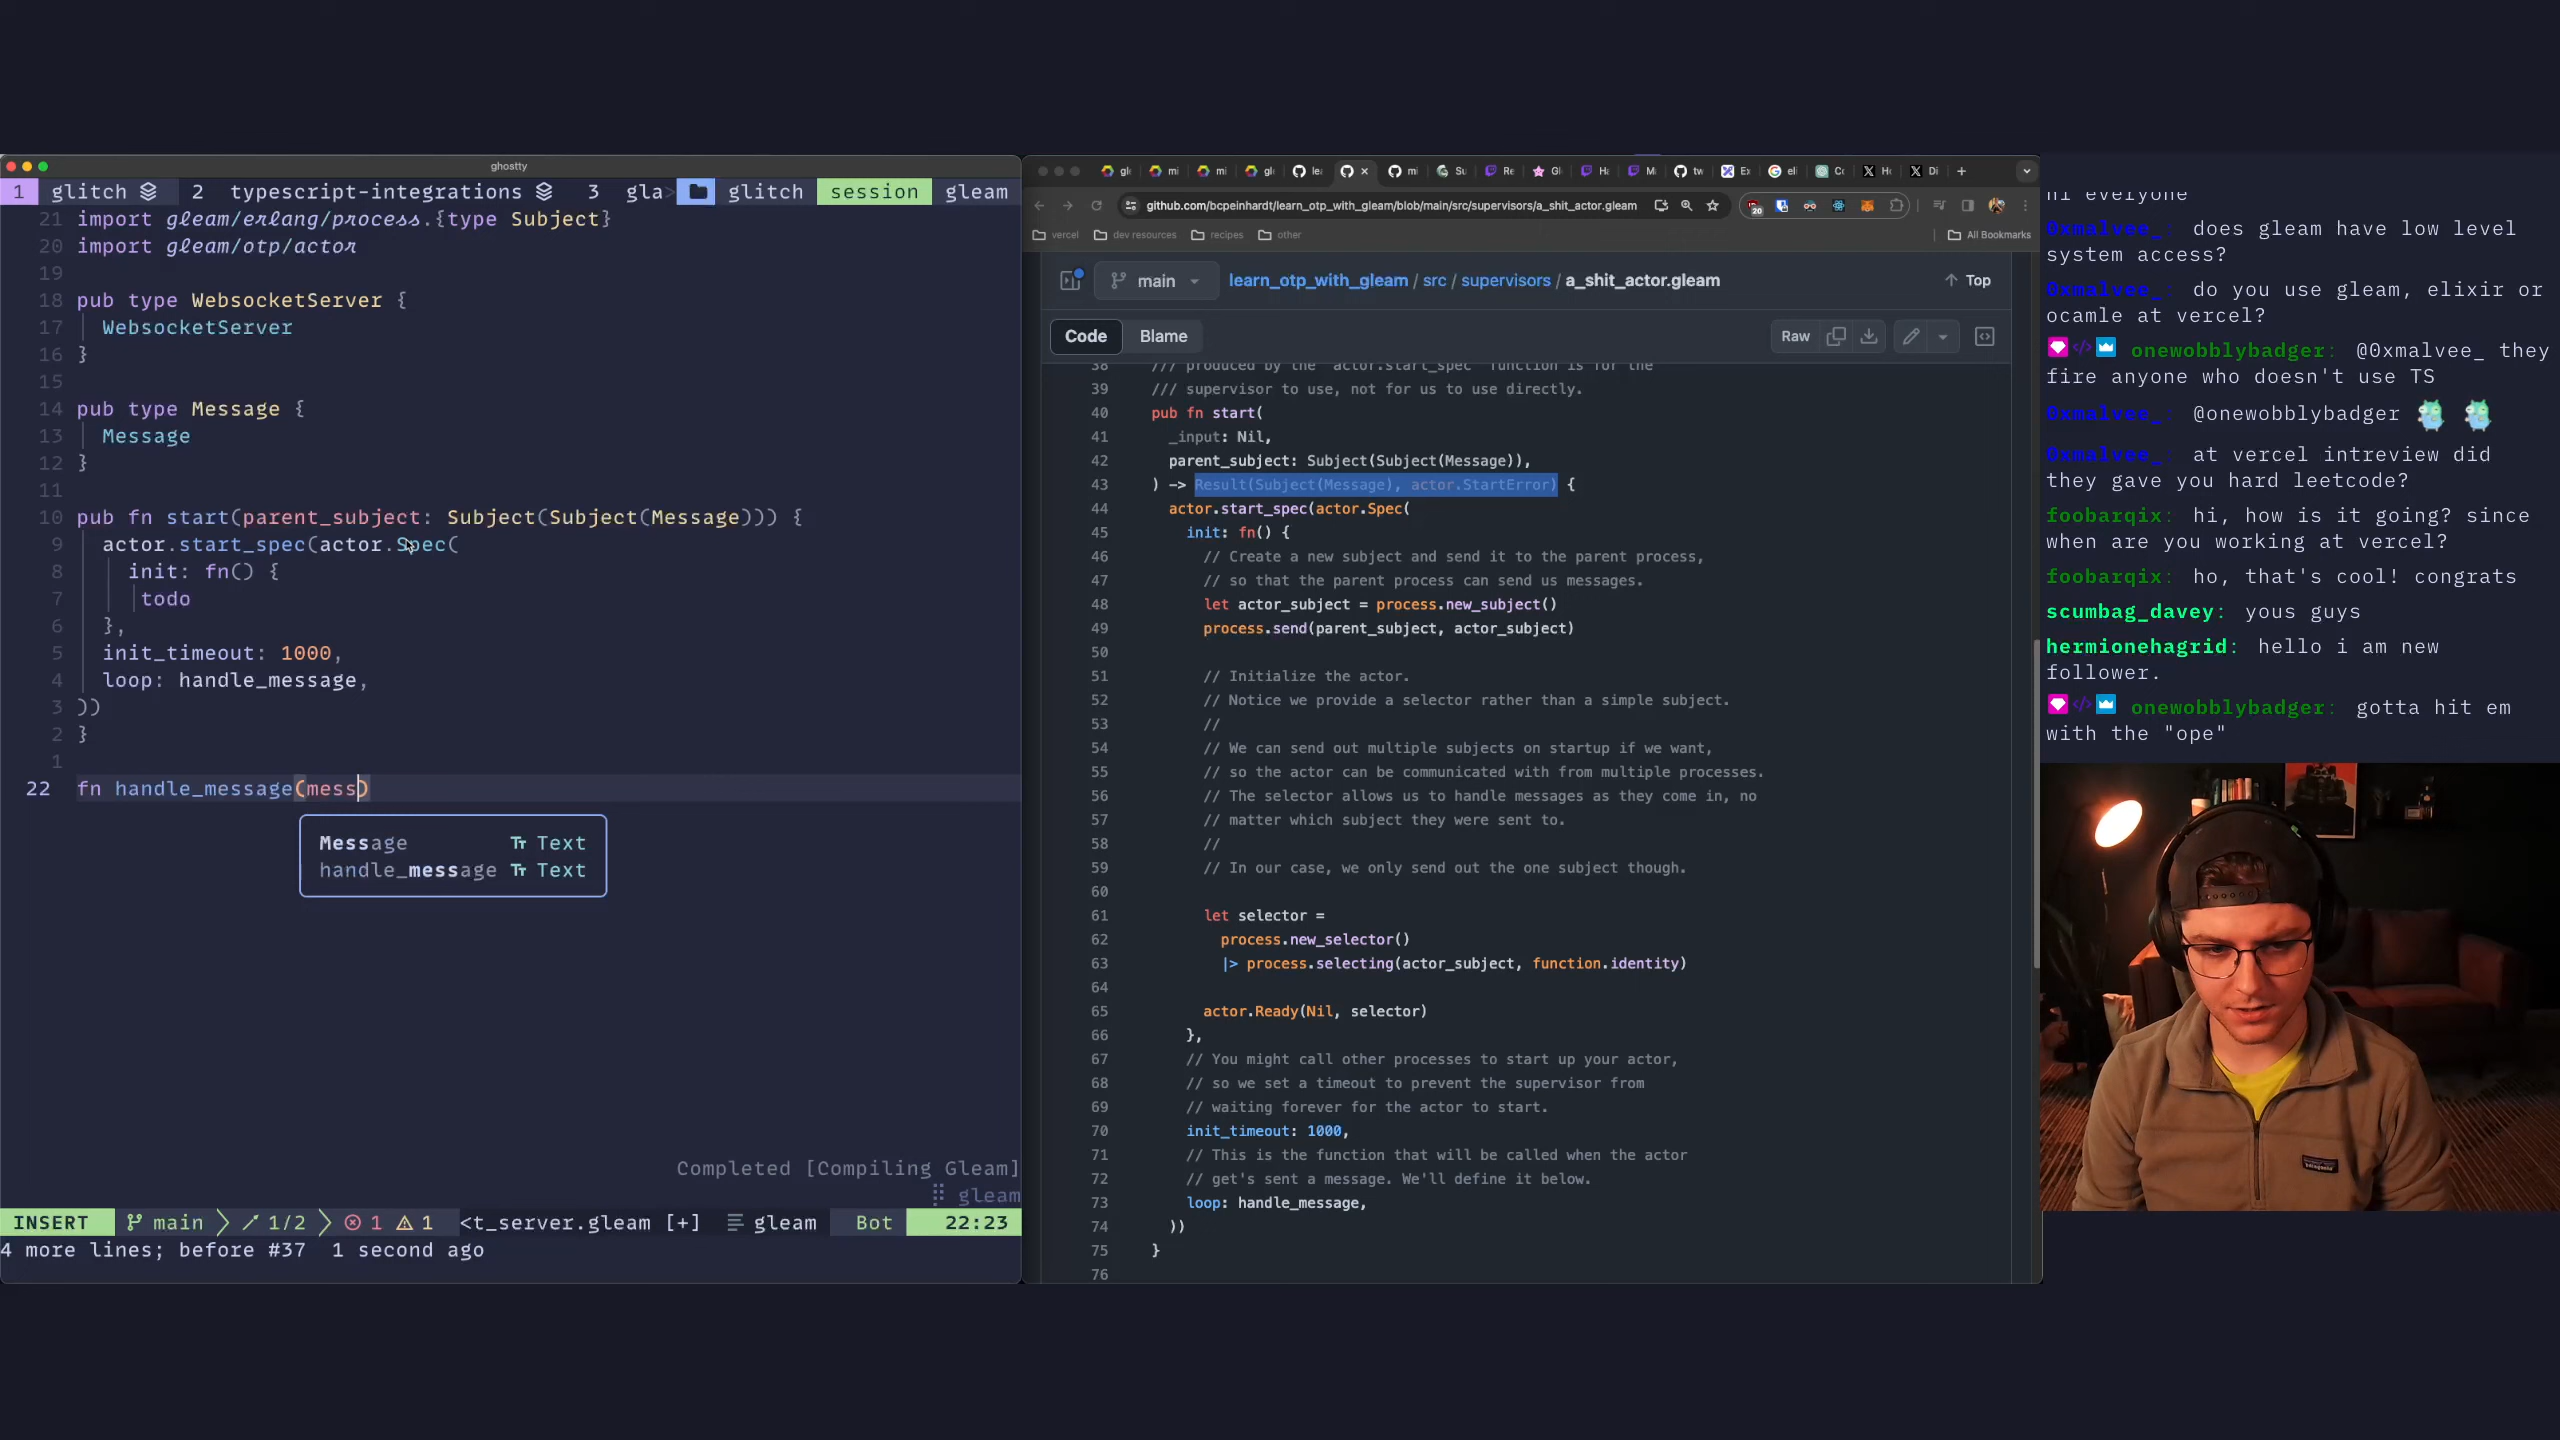 ghostty
1 glitch 2 typescript-integrations 3 gla> glitch session gleam
21 import gleam/erlang/process.{type Subject}
20 import gleam/otp/actor
19
18 pub type WebsocketServer {
17 WebsocketServer
16 }
15
14 pub type Message {
13 Message
12 }
11
10 pub fn start(parent_subject: Subject(Subject(Message))) {
9 actor.start_spec(actor.Spec(
8 init: fn() {
7 todo
6 },
5 init_timeout: 1000,
4 loop: handle_message,
3 ))
2 }
1
22 fn handle_message(mess)
Message Text
handle_message Text
Completed [Compiling Gleam]
gleam
INSERT main 1/2 1 1 <t_server.gleam [+] gleam Bot 22:23
4 more lines; before #37 1 second ago
gl mi mi gl le mi Su Re Gl Ha Mi tw Ex eli Co Ho Di
github.com/bcpeinhardt/learn_otp_with_gleam/blob/main/src/supervisors/a_shit_actor.gleam
20
vercel dev resources recipes other All Bookmarks
main learn_otp_with_gleam / src / supervisors / a_shit_actor.gleam Top
Code Blame Raw
38 /// produced by the `actor.start_spec` function is for the
39 /// supervisor to use, not for us to use directly.
40 pub fn start(
41 _input: Nil,
42 parent_subject: Subject(Subject(Message)),
43 ) -> Result(Subject(Message), actor.StartError) {
44 actor.start_spec(actor.Spec(
45 init: fn() {
46 // Create a new subject and send it to the parent process,
47 // so that the parent process can send us messages.
48 let actor_subject = process.new_subject()
49 process.send(parent_subject, actor_subject)
50
51 // Initialize the actor.
52 // Notice we provide a selector rather than a simple subject.
53 //
54 // We can send out multiple subjects on startup if we want,
55 // so the actor can be communicated with from multiple processes.
56 // The selector allows us to handle messages as they come in, no
57 // matter which subject they were sent to.
58 //
59 // In our case, we only send out the one subject though.
60
61 let selector =
62 process.new_selector()
63 |> process.selecting(actor_subject, function.identity)
64
65 actor.Ready(Nil, selector)
66 },
67 // You might call other processes to start up your actor,
68 // so we set a timeout to prevent the supervisor from
69 // waiting forever for the actor to start.
70 init_timeout: 1000,
71 // This is the function that will be called when the actor
72 // get's sent a message. We'll define it below.
73 loop: handle_message,
74 ))
75 }
76
hi everyone
0xmalvee_: does gleam have low level
system access?
0xmalvee_: do you use gleam, elixir or
ocamle at vercel?
onewobblybadger: @0xmalvee_ they
fire anyone who doesn't use TS
0xmalvee_: @onewobblybadger
0xmalvee_: at vercel intreview did
they gave you hard leetcode?
foobarqix: hi, how is it going? since
when are you working at vercel?
foobarqix: ho, that's cool! congrats
scumbag_davey: yous guys
hermionehagrid: hello i am new
follower.
onewobblybadger: gotta hit em
with the "ope"